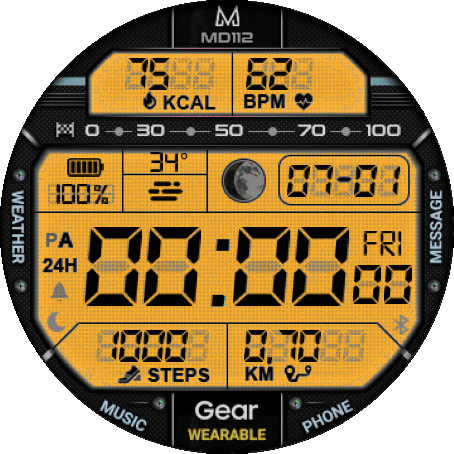 MD112
75 62
KCAL BPM
0 30 50 70 100
34°
100%
07-01
WEATHER
MESSAGE
PA
24H
00:00
FRI
00
1000 0,70
STEPS KM
MUSIC
Gear
WEARABLE
PHONE